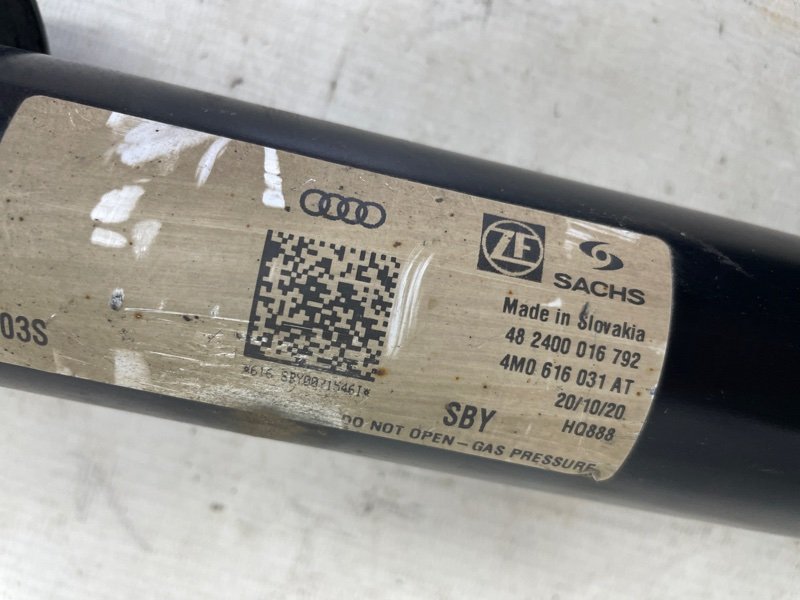 ZF
SACHS
Made in Slovakia
48 2400 016 792
4M0 616 031 AT
20/10/20
HO888
03S
SBY
DO NOT OPEN – GAS PRESSURE